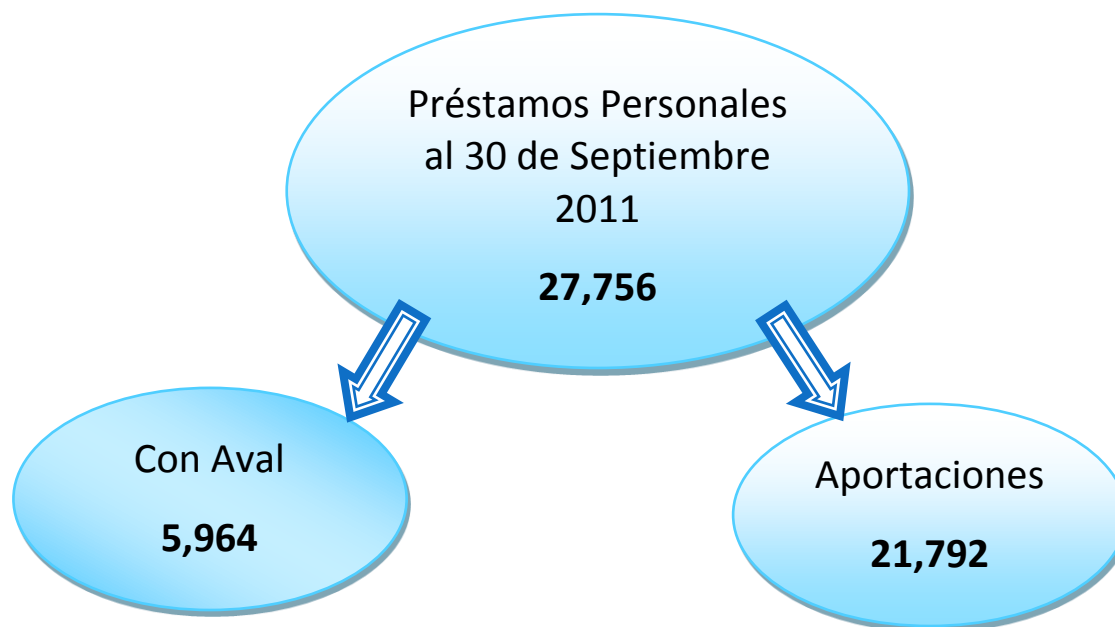 Préstamos Personales
al 30 de Septiembre
2011
27,756
Con Aval
5,964
Aportaciones
21,792